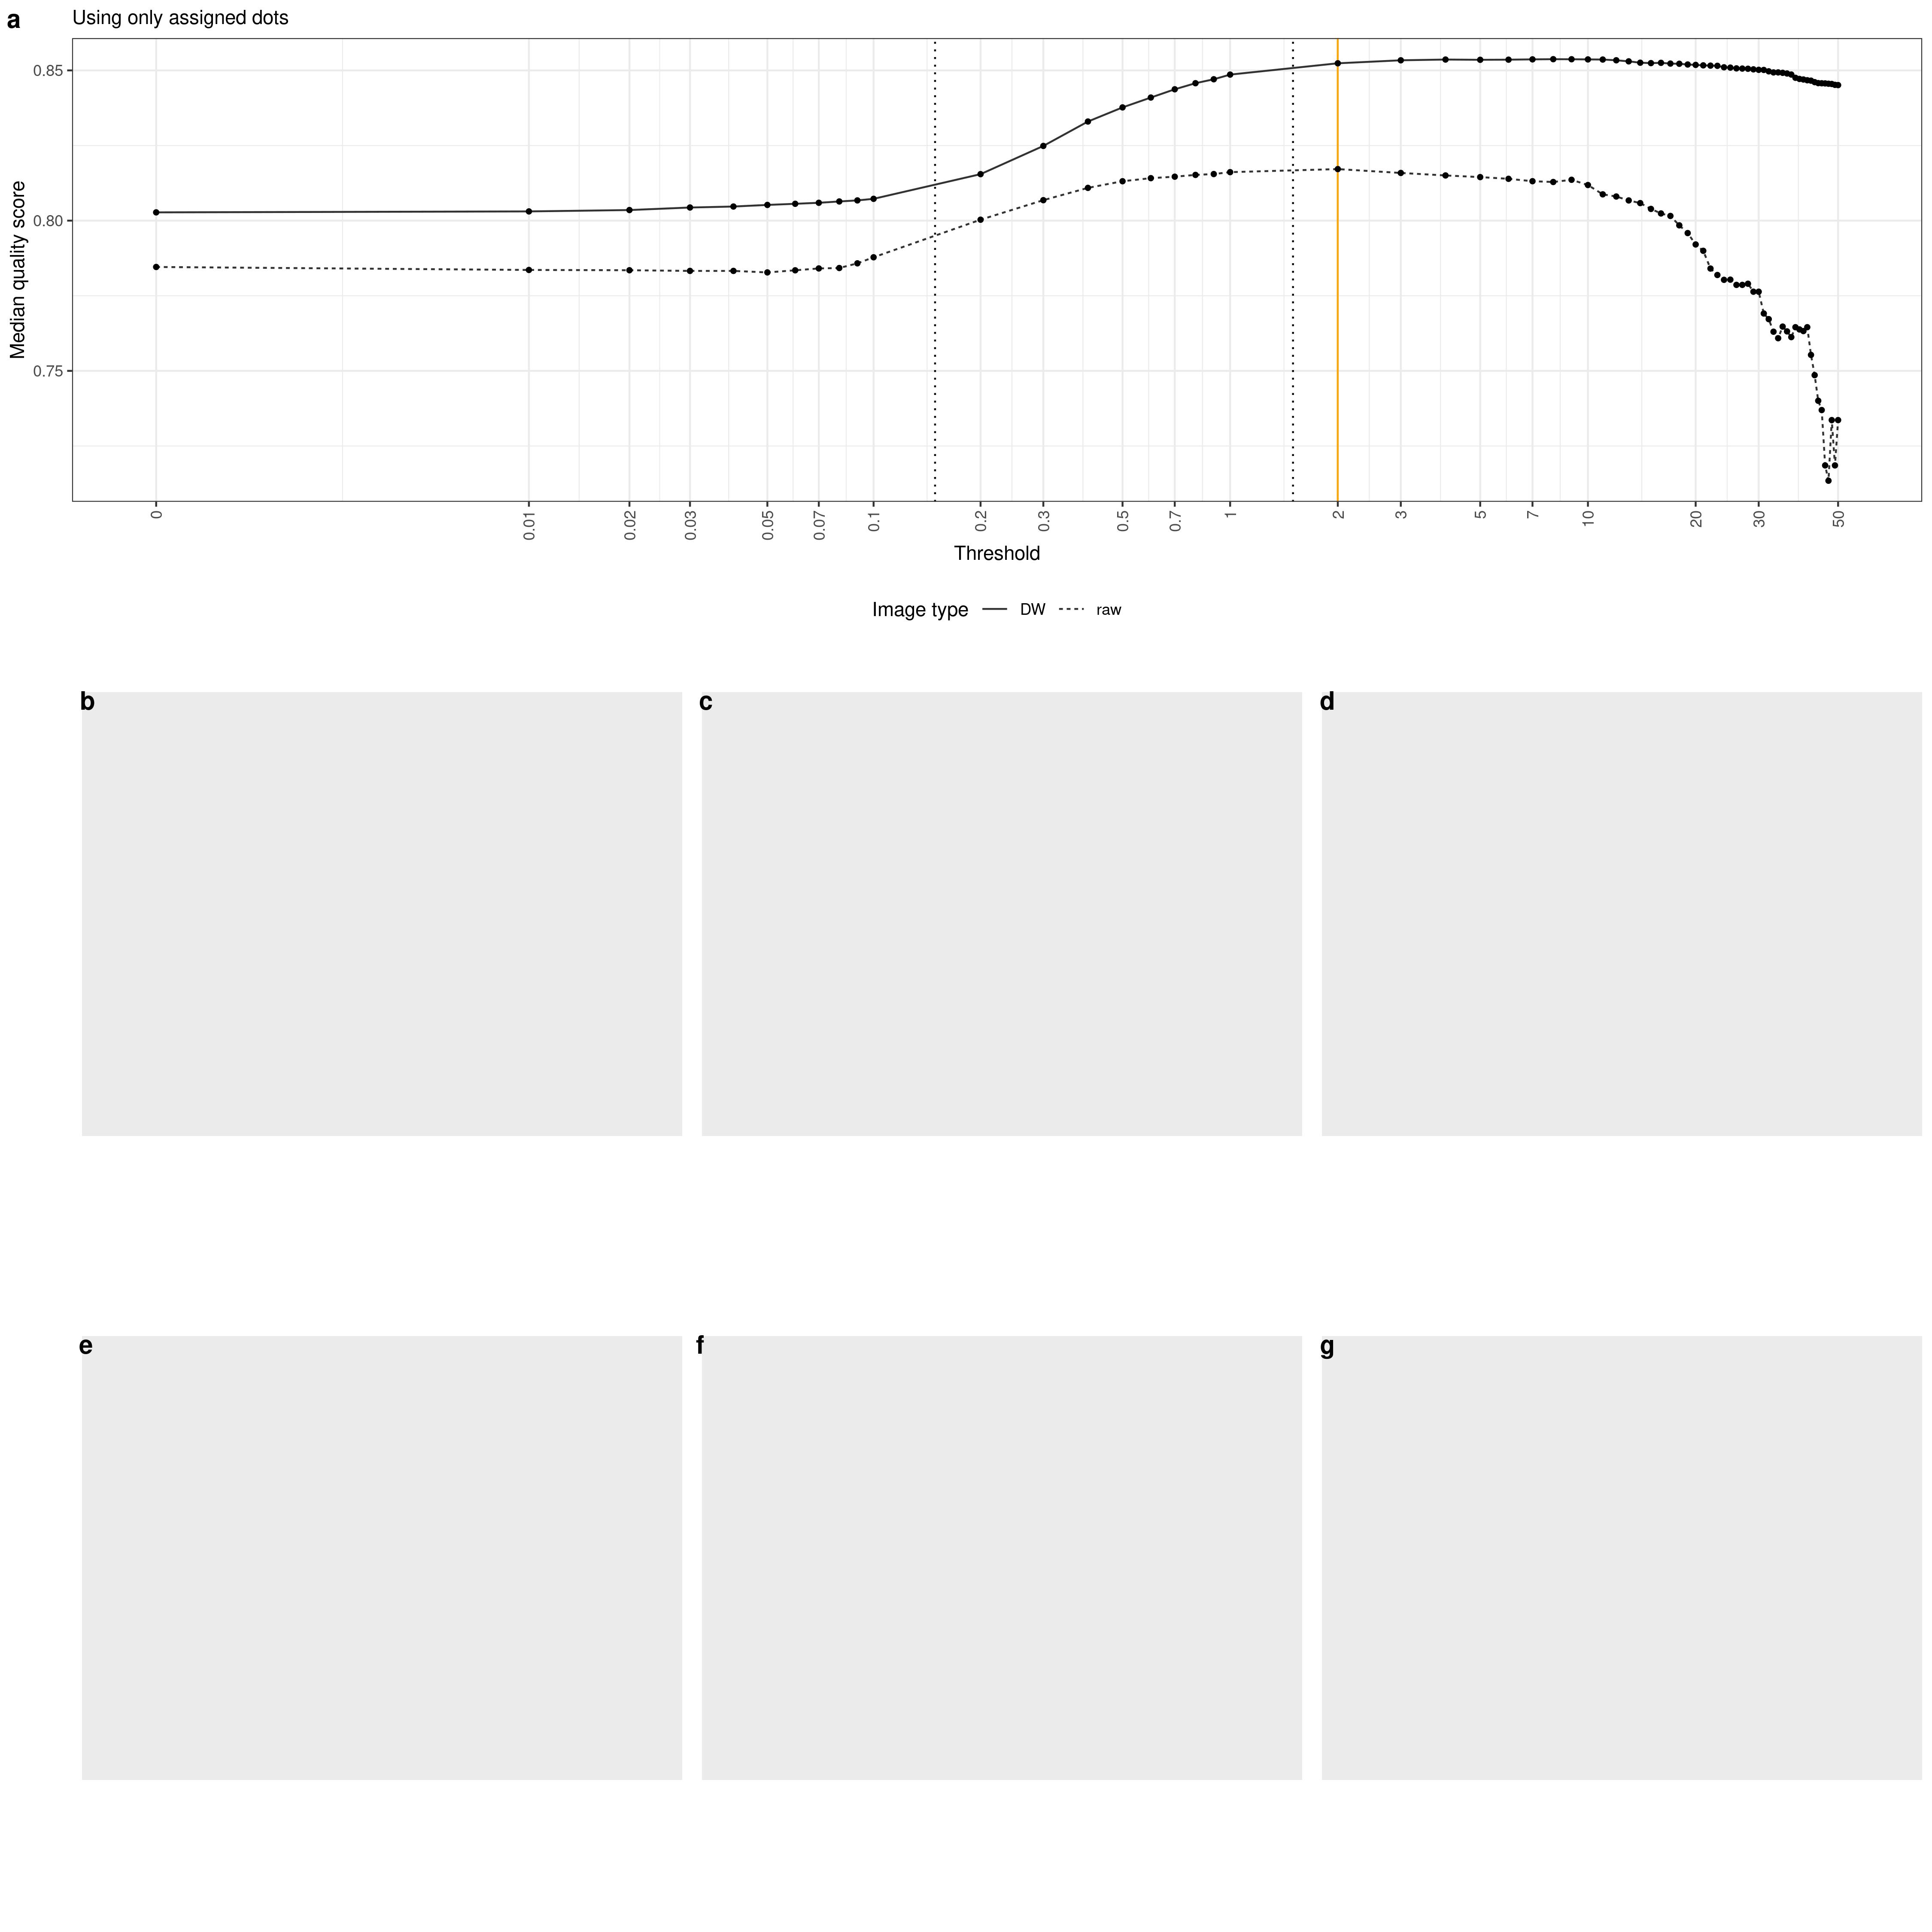 a
Using only assigned dots
Median quality score
0.85
0.80
0.75
0 0.01 0.02 0.03 0.05 0.07 0.1 0.2 0.3 0.5 0.7 1 2 3 5 7 10 20 30 50
Threshold
Image type DW raw
b c d
e f g